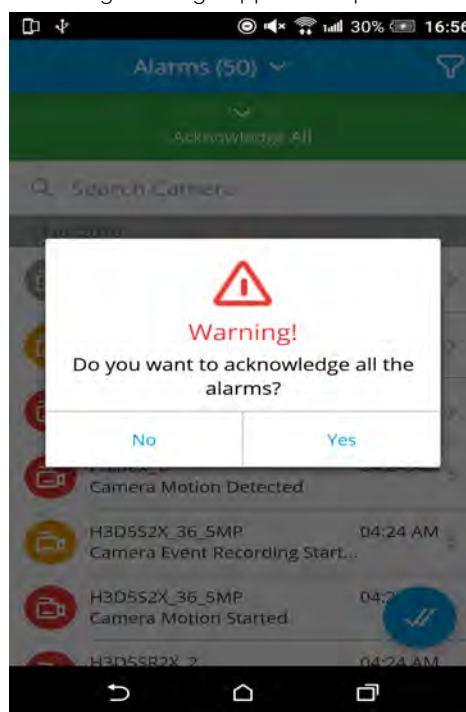 30% 16:56
Alarms (50)
Acknowledge All
Search Camera
Warning!
Do you want to acknowledge all the
alarms?
No Yes
Camera Motion Detected
H3D5S2X_36_5MP 04:24 AM
Camera Event Recording Start...
H3D5S2X_36_5MP
Camera Motion Started
H3D5SR2X_2 04:24 AM